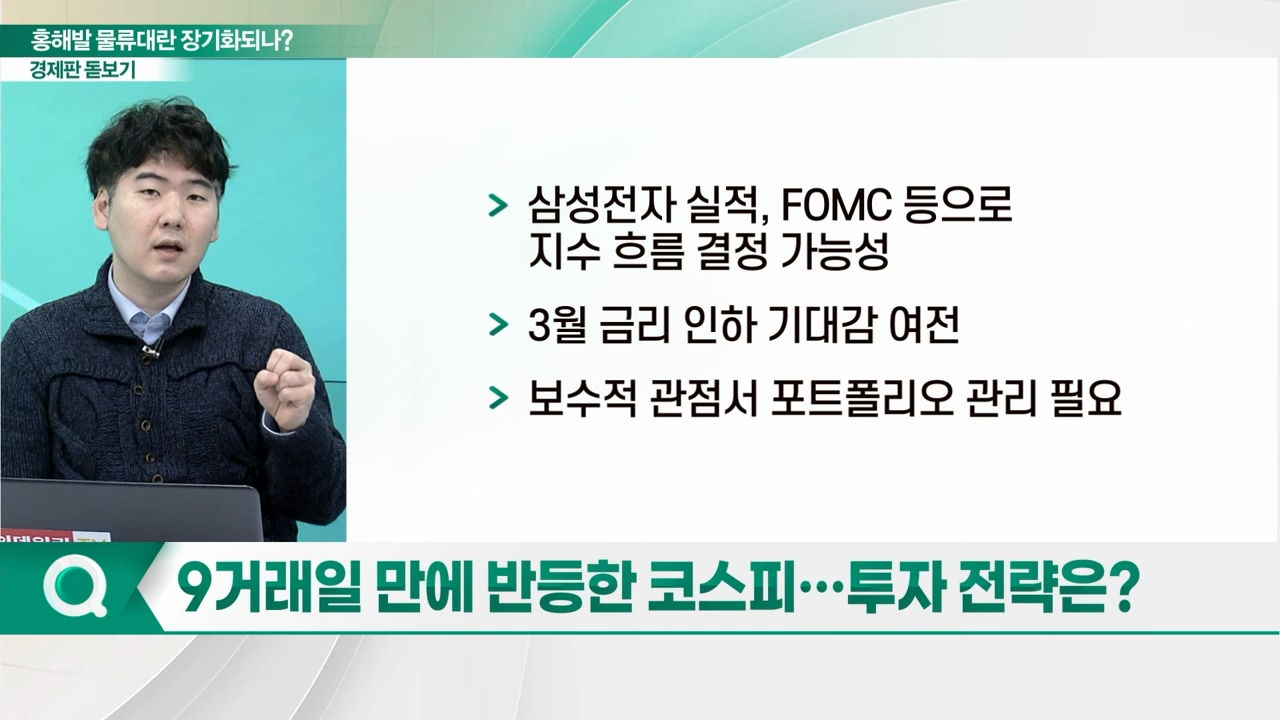 홍해발 물류대란 장기화되나?
경제판 돋보기
> 삼성전자 실적, FOMC 등으로
지수 흐름 결정 가능성
> 3월 금리 인하 기대감 여전
> 보수적 관점서 포트폴리오 관리 필요
9거래일 만에 반등한 코스피…투자 전략은?